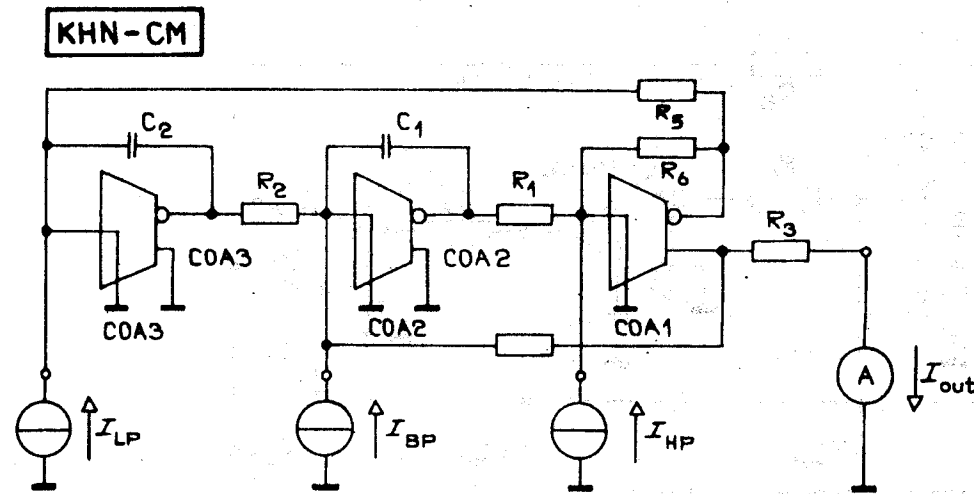 KHN-CM
R5
C2
C1
R6
R2
R1
R3
COA3
COA2
COA3
COA2
COA1
A
Iout
ILP
IBP
IHP